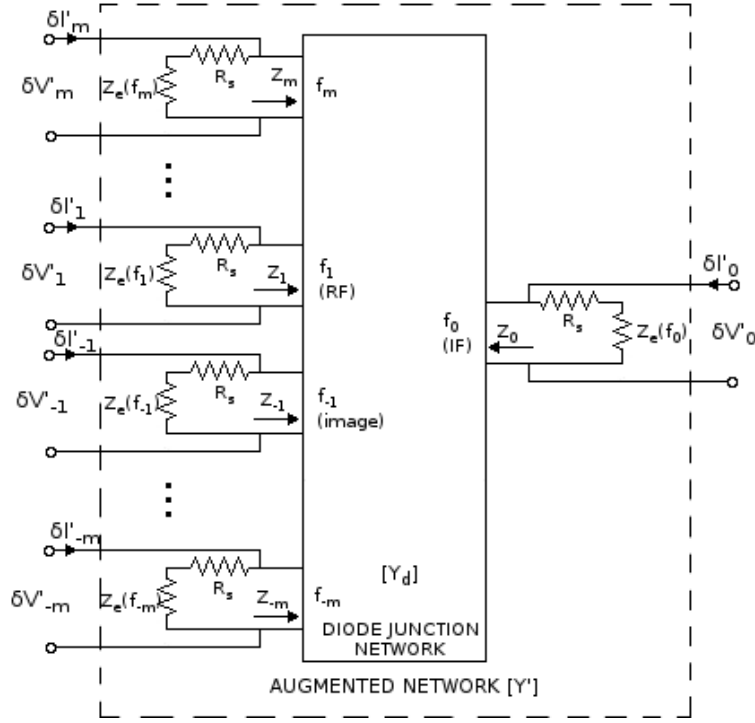 δI'm
δV'm
Ze(fm)
Rs
Zm
fm
δI'1
δV'1
Ze(f1)
Rs
Z1
f1
(RF)
δI'-1
δV'-1
Ze(f-1)
Rs
Z-1
f-1
(image)
δI'-m
δV'-m
Ze(f-m)
Rs
Z-m
f-m
f0
(IF)
Z0
Rs
Ze(f0)
δI'0
δV'0
[Yd]
DIODE JUNCTION
NETWORK
AUGMENTED NETWORK [Y']